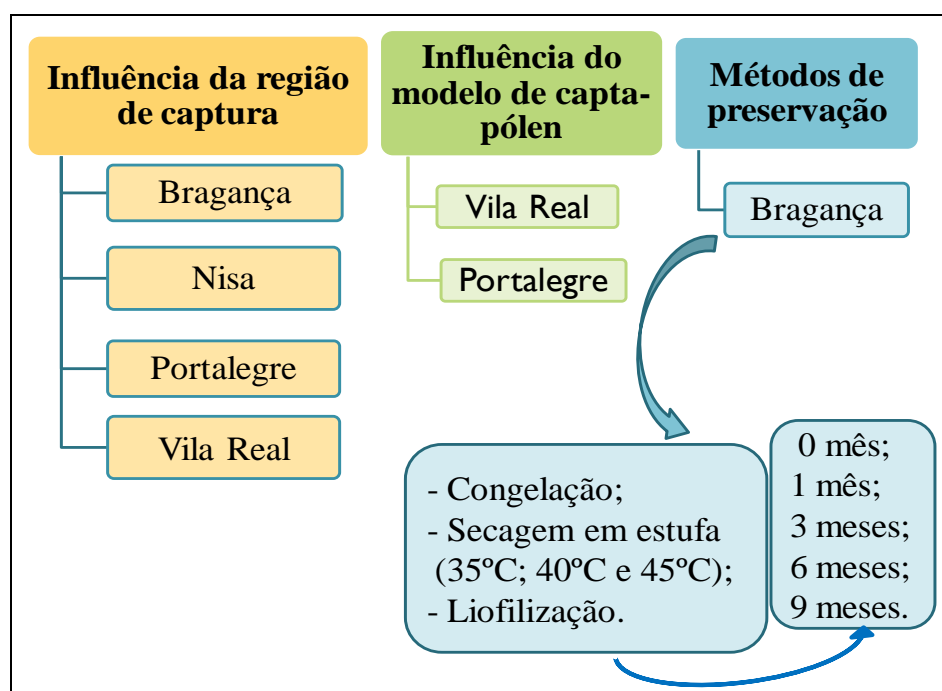 Influência da região
de captura
Bragança
Nisa
Portalegre
Vila Real
Influência do
modelo de capta-
pólen
Vila Real
Portalegre
Métodos de
preservação
Bragança
- Congelação;
- Secagem em estufa
(35ºC; 40ºC e 45ºC);
- Liofilização.
0 mês;
1 mês;
3 meses;
6 meses;
9 meses.